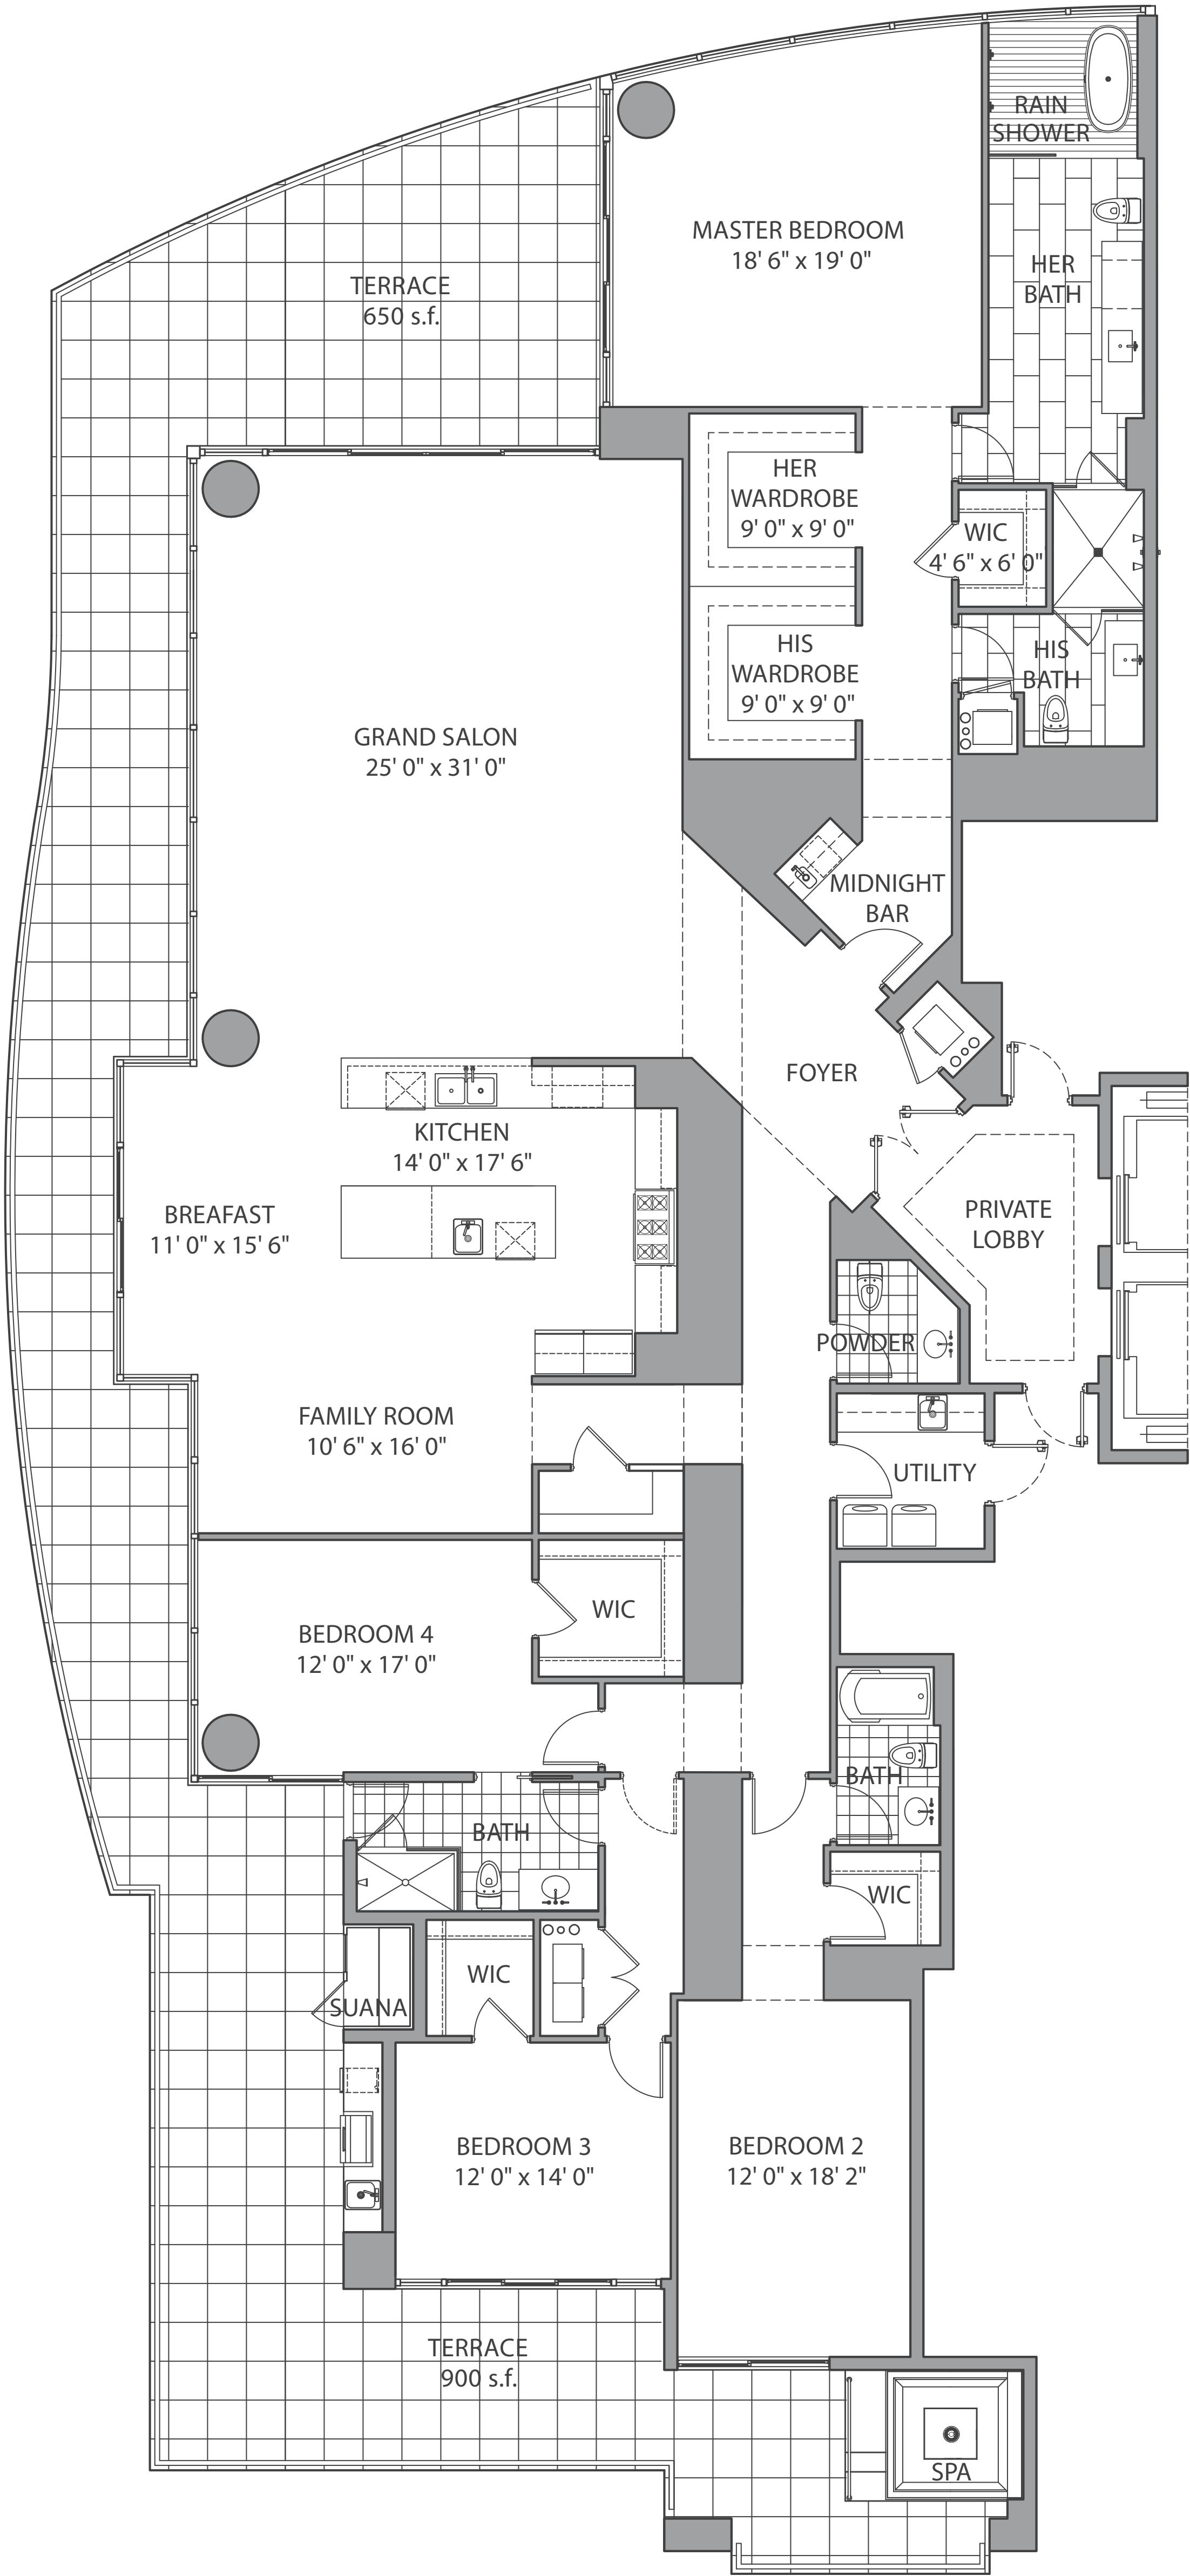 RAIN
SHOWER
MASTER BEDROOM
18' 6" x 19' 0"
HER
BATH
TERRACE
650 s.f.
HER
WARDROBE
9' 0" x 9' 0"
WIC
4' 6" x 6' 0"
HIS
WARDROBE
9' 0" x 9' 0"
HIS
BATH
GRAND SALON
25' 0" x 31' 0"
MIDNIGHT
BAR
FOYER
KITCHEN
14' 0" x 17' 6"
BREAFAST
11' 0" x 15' 6"
PRIVATE
LOBBY
POWDER
FAMILY ROOM
10' 6" x 16' 0"
UTILITY
WIC
BEDROOM 4
12' 0" x 17' 0"
BATH
BATH
WIC
WIC
SUANA
BEDROOM 3
12' 0" x 14' 0"
BEDROOM 2
12' 0" x 18' 2"
TERRACE
900 s.f.
SPA